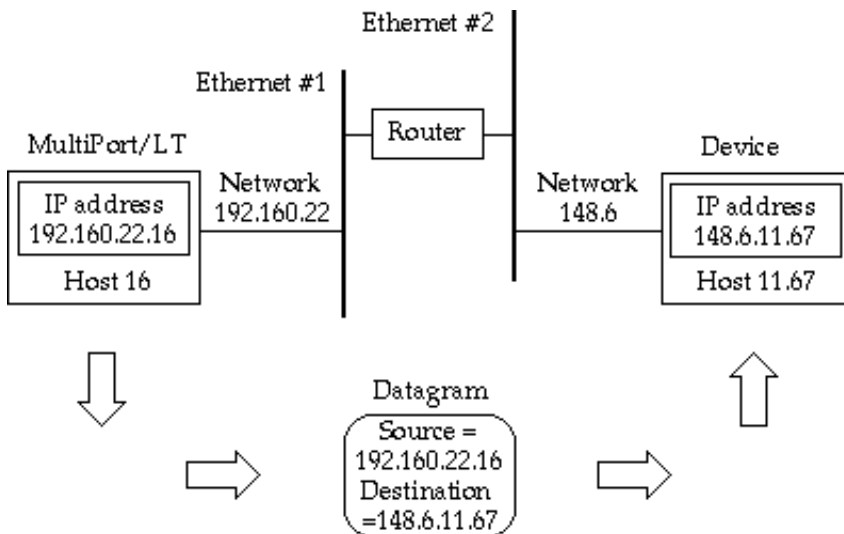 Ethernet #2
Ethernet #1
Router
MultiPort/LT
Device
IP address
192.160.22.16
Host 16
Network
192.160.22
Network
148.6
IP address
148.6.11.67
Host 11.67
Datagram
Source =
192.160.22.16
Destination
=148.6.11.67